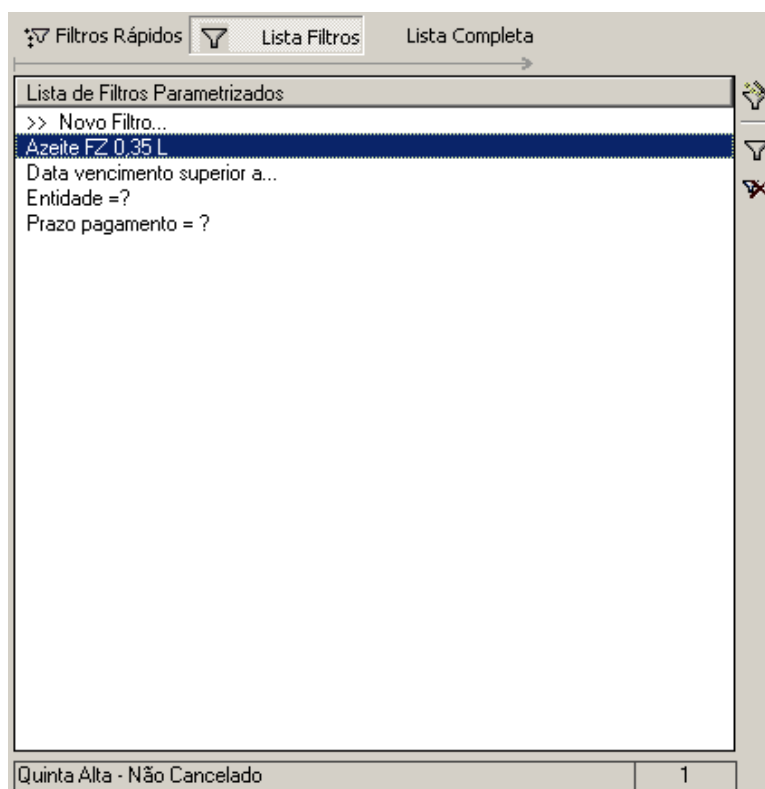 Filtros Rápidos Lista Filtros Lista Completa
Lista de Filtros Parametrizados
>> Novo Filtro...
Azeite FZ 0,35 L
Data vencimento superior a...
Entidade =?
Prazo pagamento = ?
Quinta Alta - Não Cancelado 1